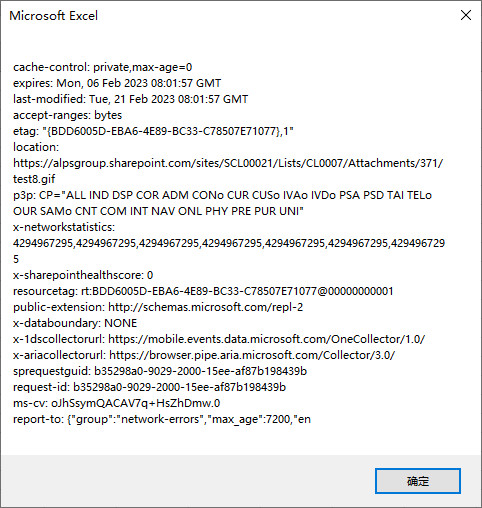 Microsoft Excel
cache-control: private,max-age=0
expires: Mon, 06 Feb 2023 08:01:57 GMT
last-modified: Tue, 21 Feb 2023 08:01:57 GMT
accept-ranges: bytes
etag: "{BDD6005D-EBA6-4E89-BC33-C78507E71077},1"
location:
https://alpsgroup.sharepoint.com/sites/SCL00021/Lists/CL0007/Attachments/371/
test8.gif
p3p: CP="ALL IND DSP COR ADM CONo CUR CUSo IVAo IVDo PSA PSD TAI TELo
OUR SAMo CNT COM INT NAV ONL PHY PRE PUR UNI"
x-networkstatistics:
4294967295,4294967295,4294967295,4294967295,4294967295,4294967295,429496729
5
x-sharepointhealthscore: 0
resourcetag: rt:BDD6005D-EBA6-4E89-BC33-C78507E71077@00000000001
public-extension: http://schemas.microsoft.com/repl-2
x-databoundary: NONE
x-1dscollectorurl: https://mobile.events.data.microsoft.com/OneCollector/1.0/
x-ariacollectorurl: https://browser.pipe.aria.microsoft.com/Collector/3.0/
sprequestguid: b35298a0-9029-2000-15ee-af87b198439b
request-id: b35298a0-9029-2000-15ee-af87b198439b
ms-cv: oJhSsymQACAV7q+HsZhDmw.0
report-to: {"group":"network-errors","max_age":7200,"en
确定